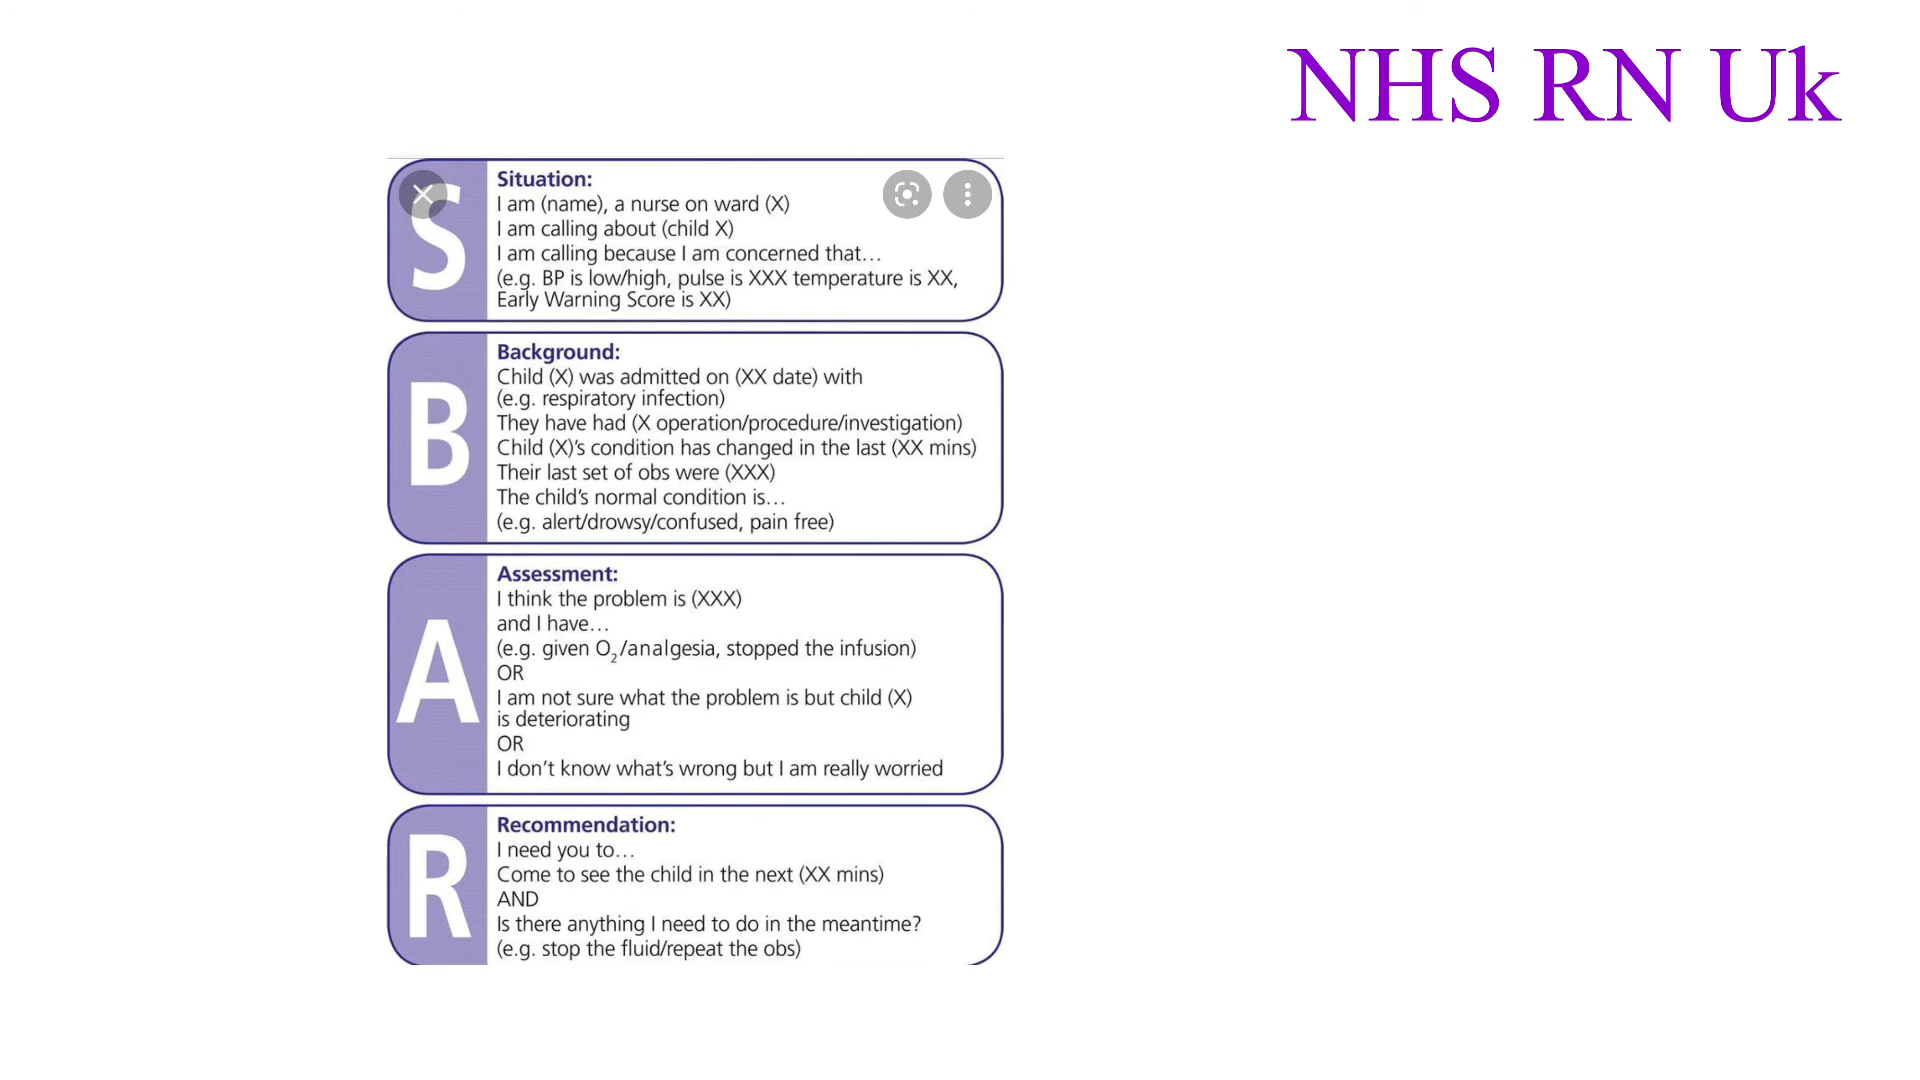 NHS RN Uk
S
Situation:
I am (name), a nurse on ward (X)
I am calling about (child X)
I am calling because I am concerned that…
(e.g. BP is low/high, pulse is XXX temperature is XX,
Early Warning Score is XX)
B
Background:
Child (X) was admitted on (XX date) with
(e.g. respiratory infection)
They have had (X operation/procedure/investigation)
Child (X)’s condition has changed in the last (XX mins)
Their last set of obs were (XXX)
The child’s normal condition is…
(e.g. alert/drowsy/confused, pain free)
A
Assessment:
I think the problem is (XXX)
and I have…
(e.g. given O₂/analgesia, stopped the infusion)
OR
I am not sure what the problem is but child (X)
is deteriorating
OR
I don’t know what’s wrong but I am really worried
R
Recommendation:
I need you to…
Come to see the child in the next (XX mins)
AND
Is there anything I need to do in the meantime?
(e.g. stop the fluid/repeat the obs)